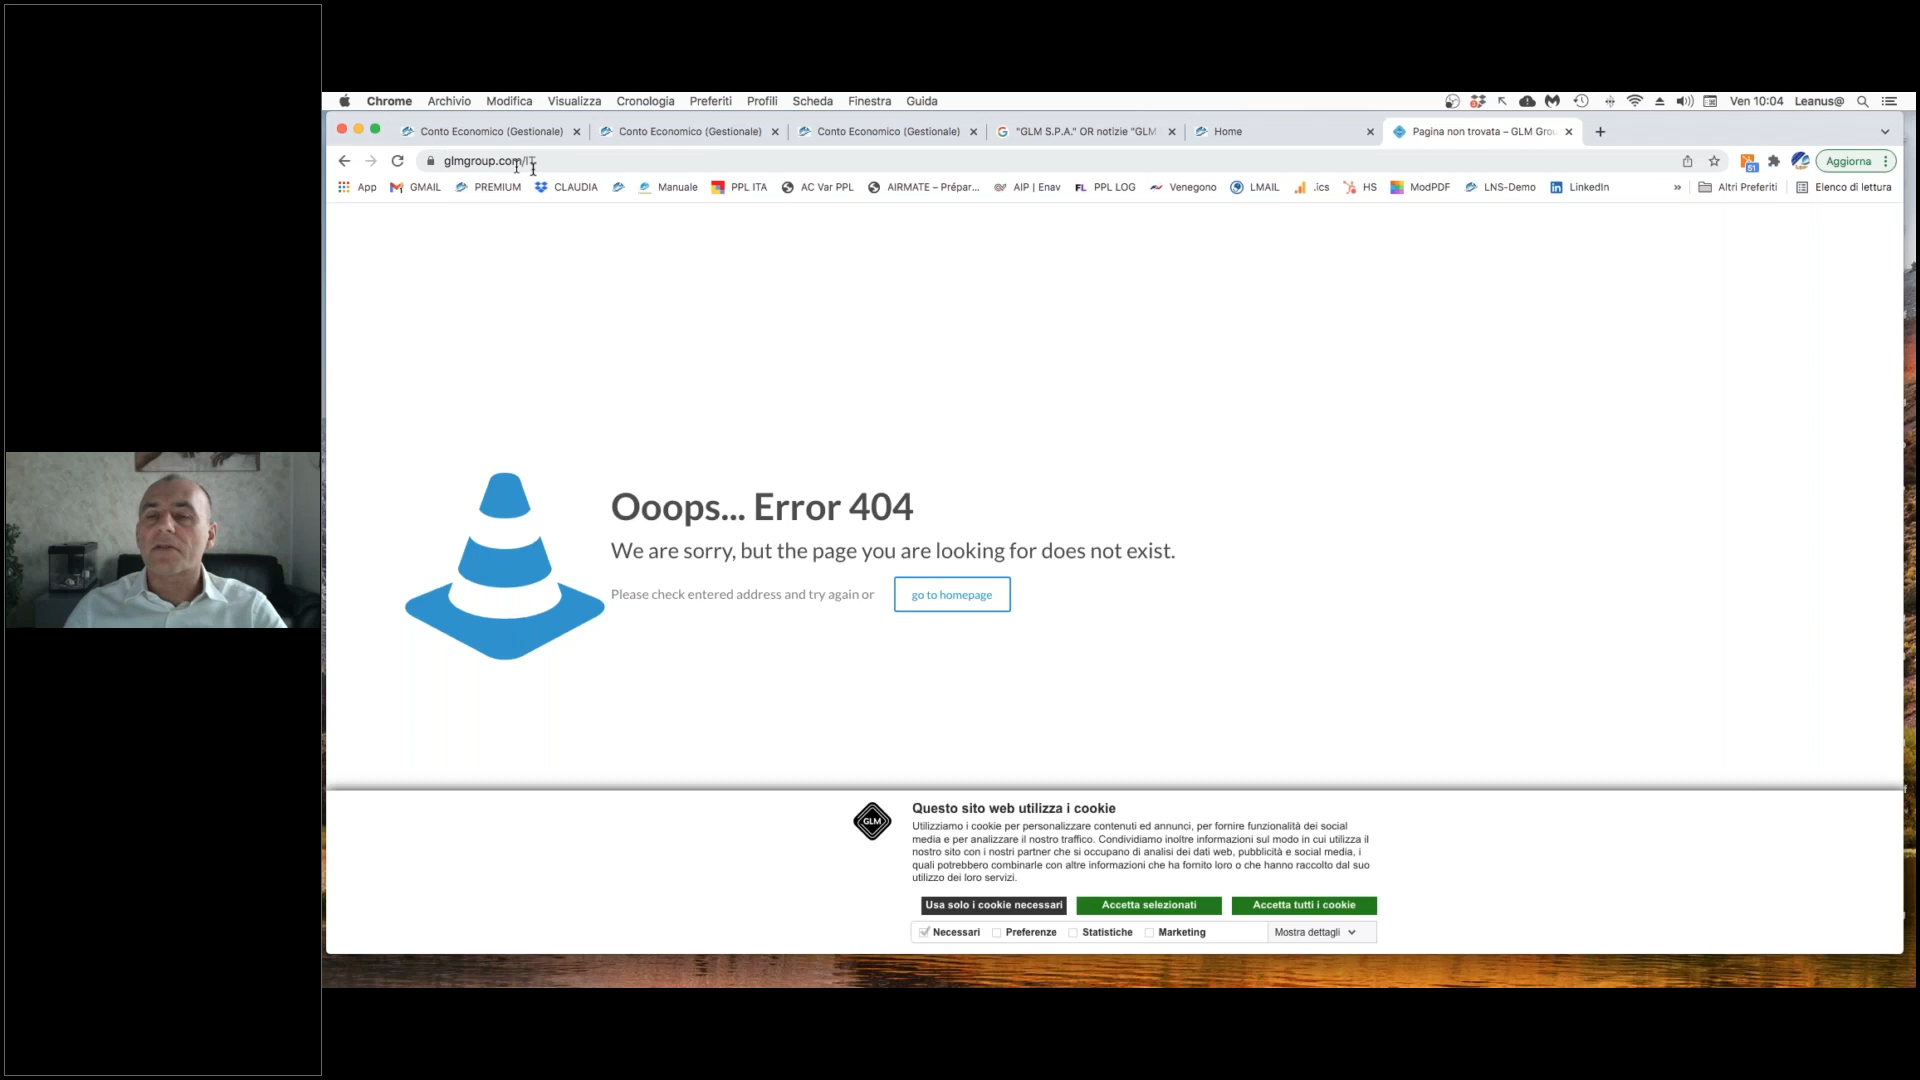 Chrome Archivio Modifica Visualizza Cronologia Preferiti Profili Scheda Finestra Guida Ven 10:04 Leanus@
Conto Economico (Gestionale) Conto Economico (Gestionale) Conto Economico (Gestionale) "GLM S.P.A." OR notizie "GLM Home Pagina non trovata – GLM Grou
glmgroup.com/IT Aggiorna
App GMAIL PREMIUM CLAUDIA Manuale PPL ITA AC Var PPL AIRMATE – Prépar... AIP | Enav FL PPL LOG Venegono LMAIL .ics HS ModPDF LNS-Demo LinkedIn » Altri Preferiti Elenco di lettura
Ooops... Error 404
We are sorry, but the page you are looking for does not exist.
Please check entered address and try again or go to homepage
GLM
Questo sito web utilizza i cookie
Utilizziamo i cookie per personalizzare contenuti ed annunci, per fornire funzionalità dei social
media e per analizzare il nostro traffico. Condividiamo inoltre informazioni sul modo in cui utilizza il
nostro sito con i nostri partner che si occupano di analisi dei dati web, pubblicità e social media, i
quali potrebbero combinarle con altre informazioni che ha fornito loro o che hanno raccolto dal suo
utilizzo dei loro servizi.
Usa solo i cookie necessari Accetta selezionati Accetta tutti i cookie
Necessari Preferenze Statistiche Marketing Mostra dettagli